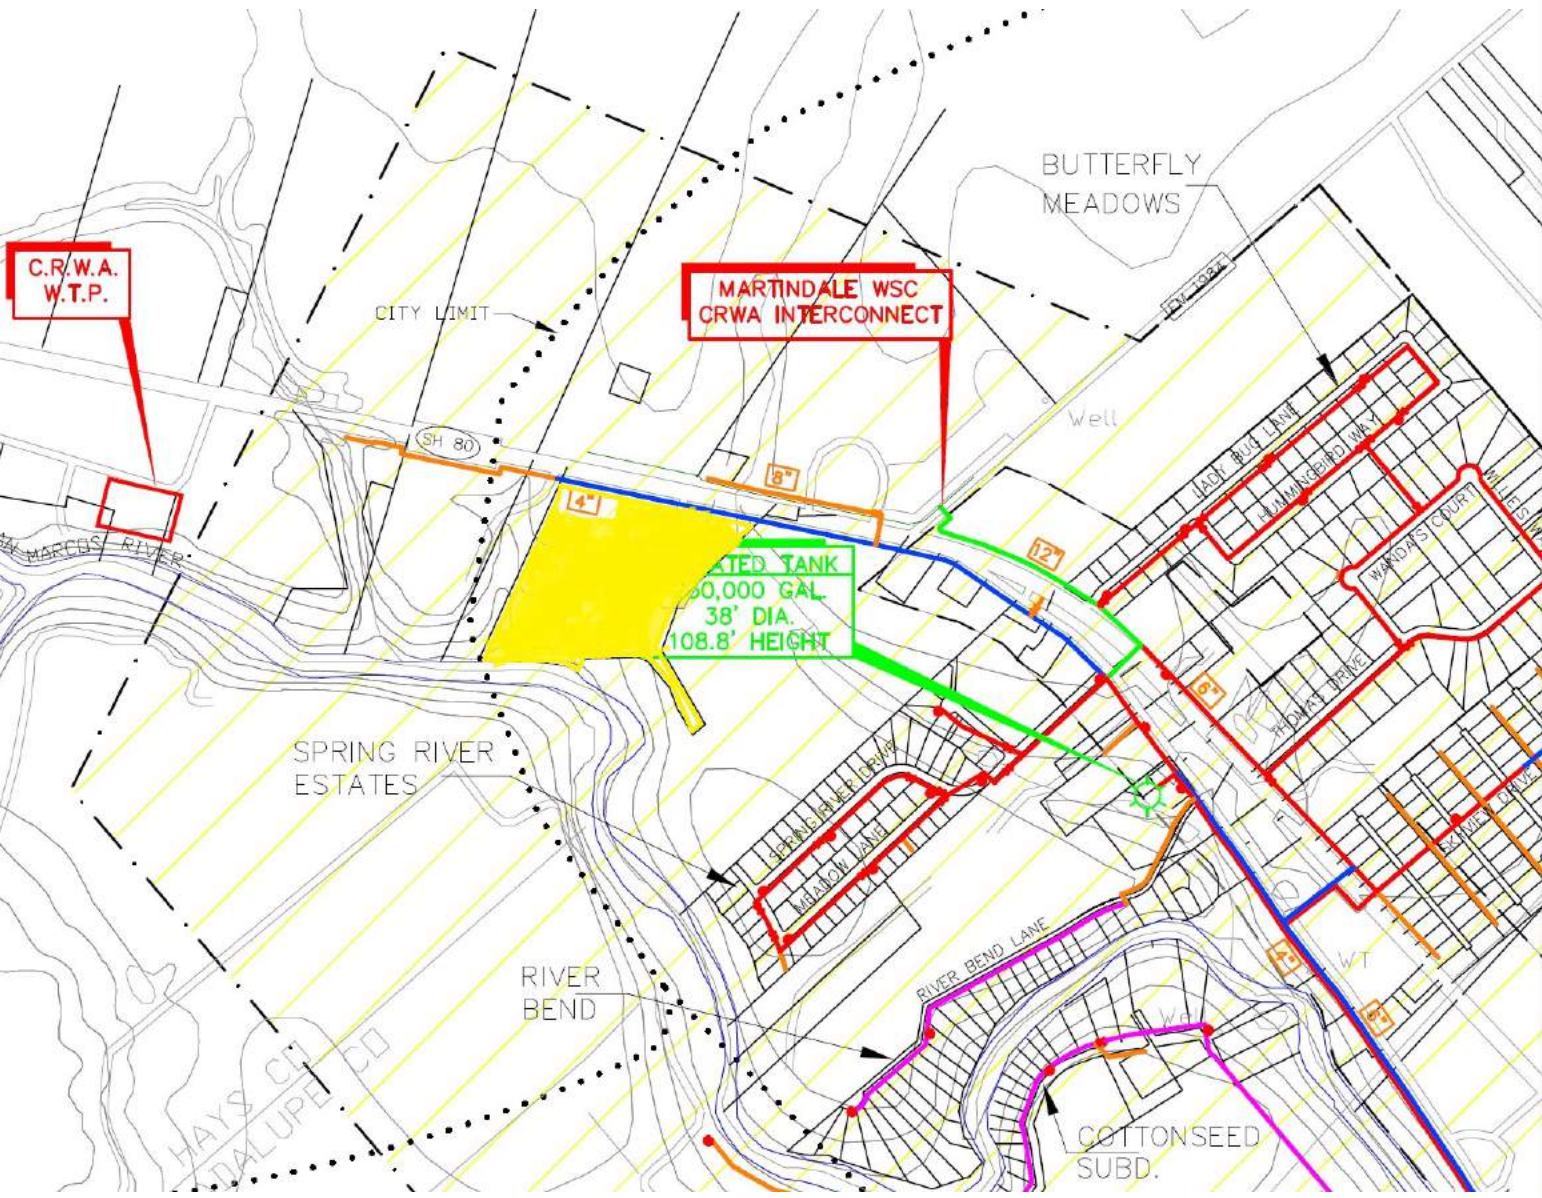 BUTTERFLY
MEADOWS
C.R.W.A.
W.T.P.
MARTINDALE WSC
CRWA INTERCONNECT
FM 1984
CITY LIMIT
Well
SH 80
8"
4"
LADY BUG LANE
HUMMINGBIRD WAY
WANDA'S COURT
MILES W
12"
MARCOS RIVER
ATED TANK
50,000 GAL.
38' DIA.
108.8' HEIGHT
6"
THOMAS DRIVE
SPRING RIVER
ESTATES
SPRING RIVER DRIVE
MEADOW LANE
DRIVE
RIVER
BEND
RIVER BEND LANE
4"
WT
6"
Well
HAYS CO
CO
COTTONSEED
SUBD.